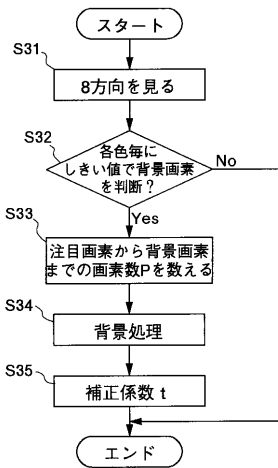 スタート
S31
8方向を見る
S32
各色毎に
しきい値で背景画素
を判断？
No
Yes
S33
注目画素から背景画素
までの画素数Pを数える
S34
背景処理
S35
補正係数 t
エンド